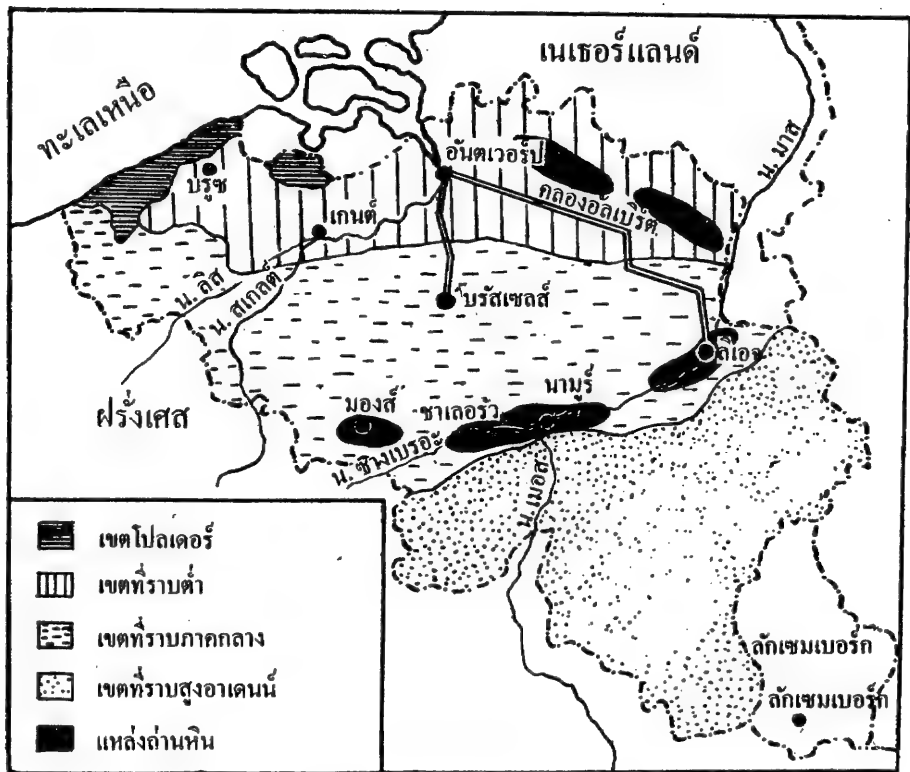 เนเธอร์แลนด์
ทะเลเหนือ
น. มาส
อันตเวอร์ป
บรูซ
คลองอัลเบิร์ต
เกนต์
น. ลิส
น. สเกลต์
บรัสเซลส์
ลิเอจ
ฝรั่งเศส
มองส์
ชาเลอรัว
นามูร์
น. ซางเบรอะ
น. เมอส
เขตโปลเดอร์
เขตที่ราบต่ำ
เขตที่ราบภาคกลาง
เขตที่ราบสูงอาเดนน์
แหล่งถ่านหิน
ลักเซมเบอร์ก
ลักเซมเบอร์ก